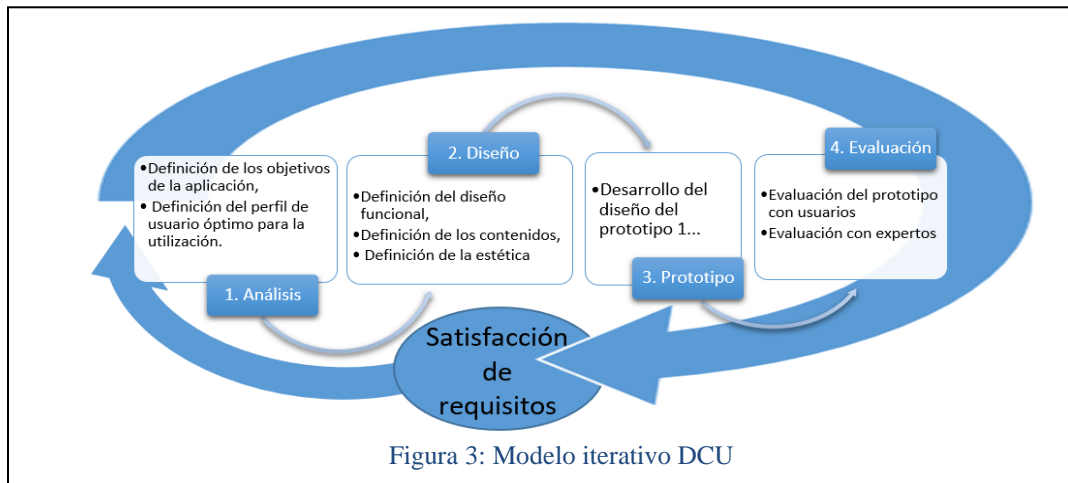 •Definición de los objetivos
de la aplicación,
• Definición del perfil de
usuario óptimo para la
utilización.
1. Análisis
2. Diseño
•Definición del diseño
funcional,
•Definición de los contenidos,
• Definición de la estética
•Desarrollo del
diseño del
prototipo 1...
3. Prototipo
4. Evaluación
•Evaluación del prototipo
con usuarios
•Evaluación con expertos
Satisfacción
de
requisitos
Figura 3: Modelo iterativo DCU